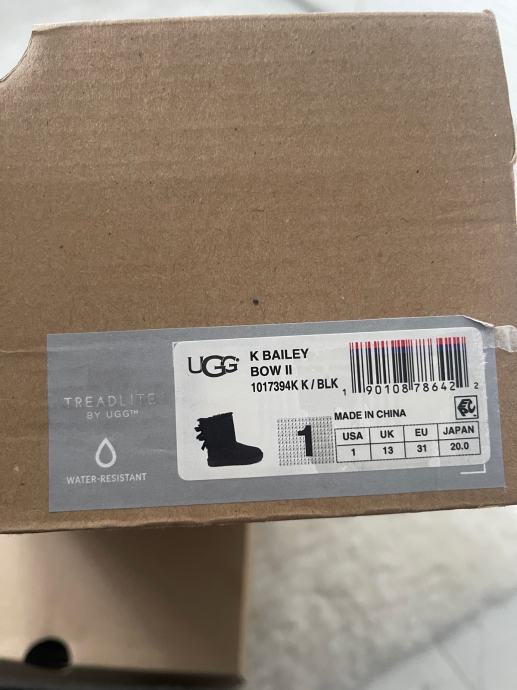 TREADLITE
BY UGG™
WATER-RESISTANT
UGG®
K BAILEY
BOW II
1017394K K / BLK
1 90108 78642 2
MADE IN CHINA
1
USA UK EU JAPAN
1 13 31 20.0